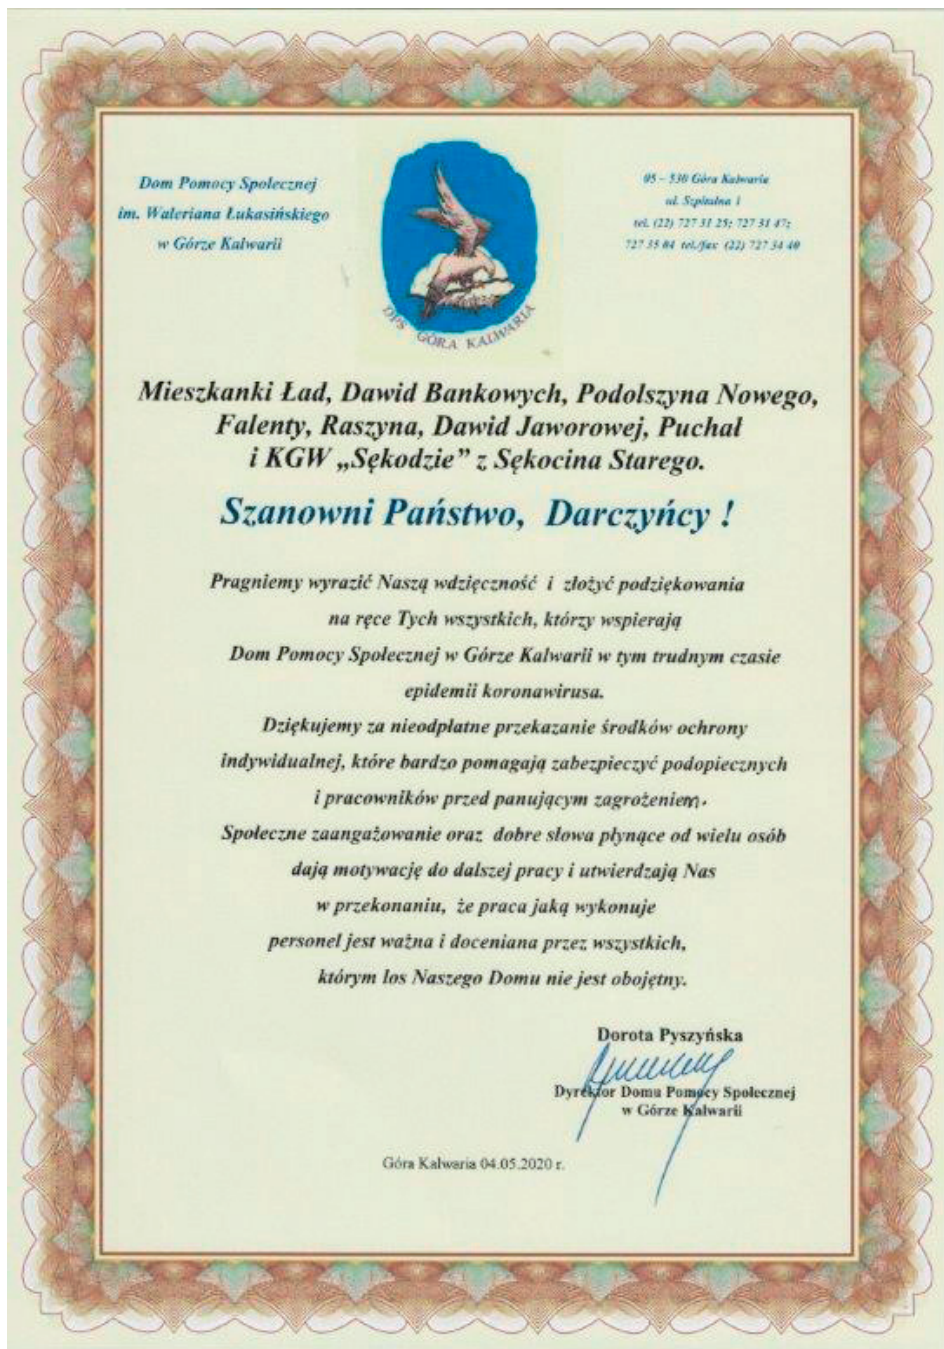 Dom Pomocy Społecznej
im. Waleriana Łukasińskiego
w Górze Kalwarii
05 – 530 Góra Kalwaria
ul. Szpitalna 1
tel. (22) 727 31 25; 727 31 47;
727 35 04 tel./fax (22) 727 34 40
DPS GÓRA KALWARIA
Mieszkanki Ład, Dawid Bankowych, Podolszyna Nowego,
Falenty, Raszyna, Dawid Jaworowej, Puchał
i KGW „Sękodzie” z Sękocina Starego.
Szanowni Państwo, Darczyńcy !
Pragniemy wyrazić Naszą wdzięczność i złożyć podziękowania
na ręce Tych wszystkich, którzy wspierają
Dom Pomocy Społecznej w Górze Kalwarii w tym trudnym czasie
epidemii koronawirusa.
Dziękujemy za nieodpłatne przekazanie środków ochrony
indywidualnej, które bardzo pomagają zabezpieczyć podopiecznych
i pracowników przed panującym zagrożeniem.
Społeczne zaangażowanie oraz dobre słowa płynące od wielu osób
dają motywację do dalszej pracy i utwierdzają Nas
w przekonaniu, że praca jaką wykonuje
personel jest ważna i doceniana przez wszystkich,
którym los Naszego Domu nie jest obojętny.
Dorota Pyszyńska
Dyrektor Domu Pomocy Społecznej
w Górze Kalwarii
Góra Kalwaria 04.05.2020 r.